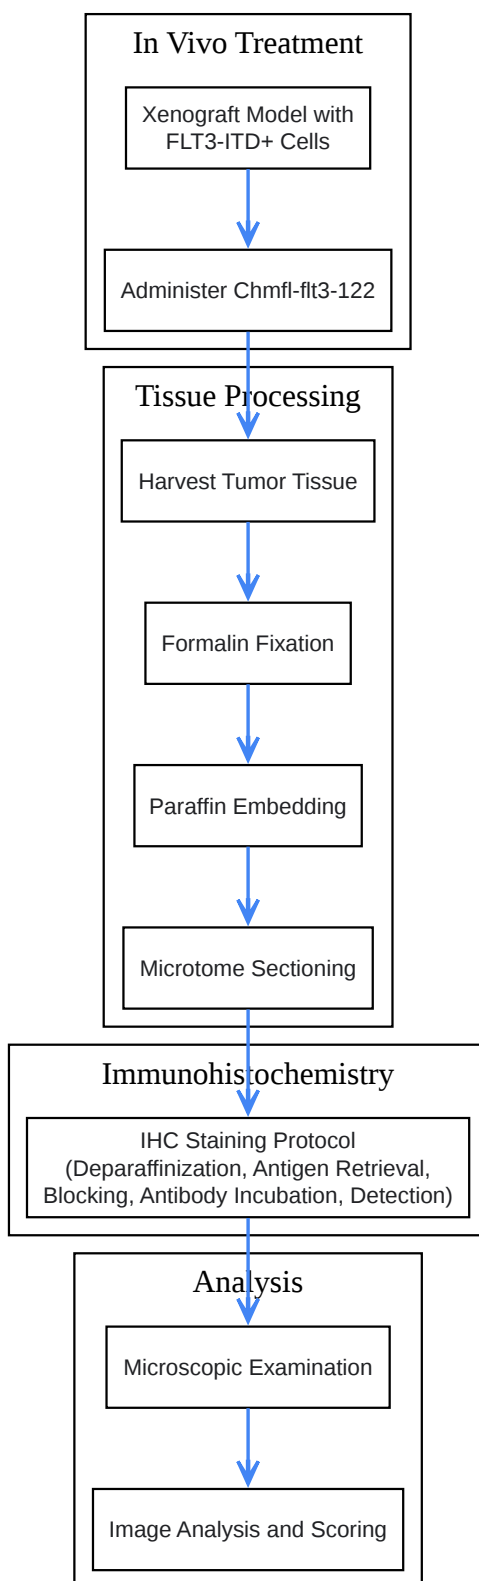 In Vivo Treatment
Xenograft Model with
FLT3-ITD+ Cells
Administer Chmfl-flt3-122
Tissue Processing
Harvest Tumor Tissue
Formalin Fixation
Paraffin Embedding
Microtome Sectioning
Immunohistochemistry
IHC Staining Protocol
(Deparaffinization, Antigen Retrieval,
Blocking, Antibody Incubation, Detection)
Analysis
Microscopic Examination
Image Analysis and Scoring